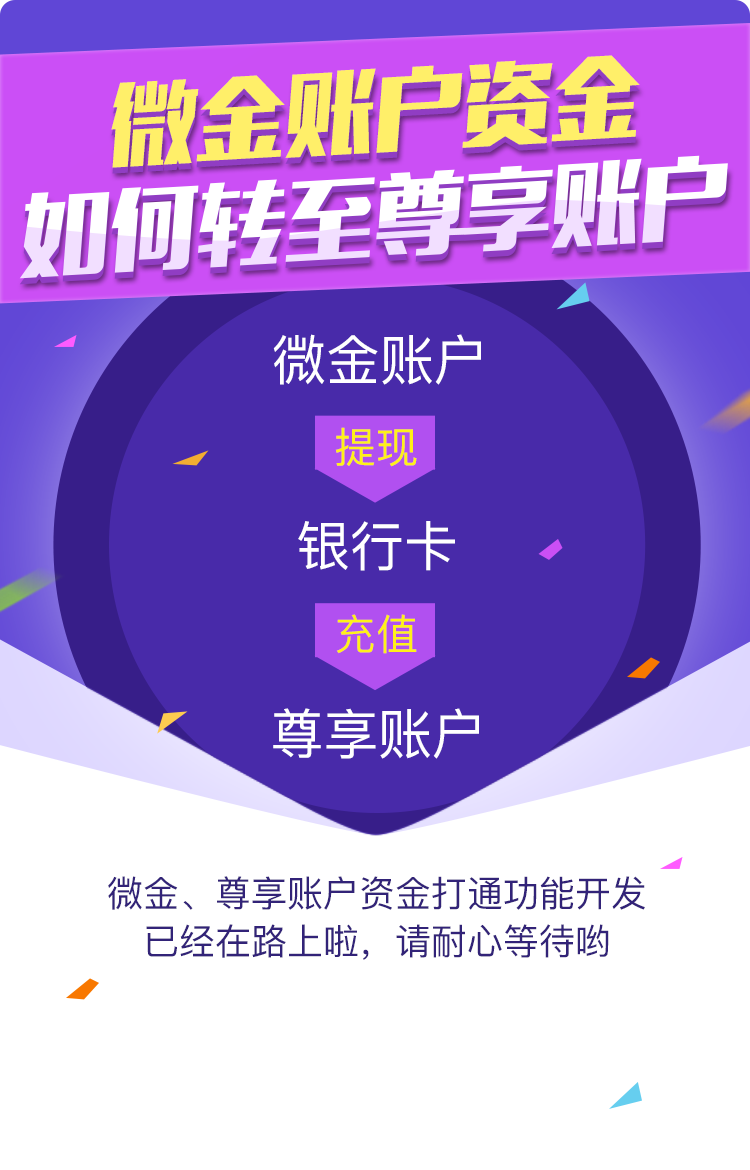 微金账户资金
如何转至尊享账户
微金账户
提现
银行卡
充值
尊享账户
微金、尊享账户资金打通功能开发
已经在路上啦，请耐心等待哟